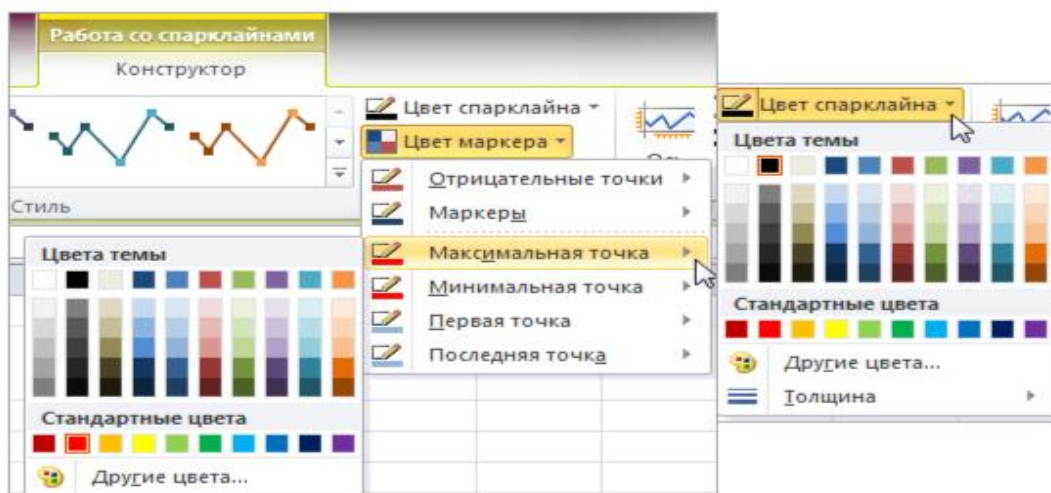 Работа со спарклайнами
Конструктор
Цвет спарклайна
Цвет маркера
Стиль
Отрицательные точки
Маркеры
Максимальная точка
Минимальная точка
Первая точка
Последняя точка
Цвета темы
Стандартные цвета
Другие цвета...
Цвет спарклайна
Цвета темы
Стандартные цвета
Другие цвета...
Толщина